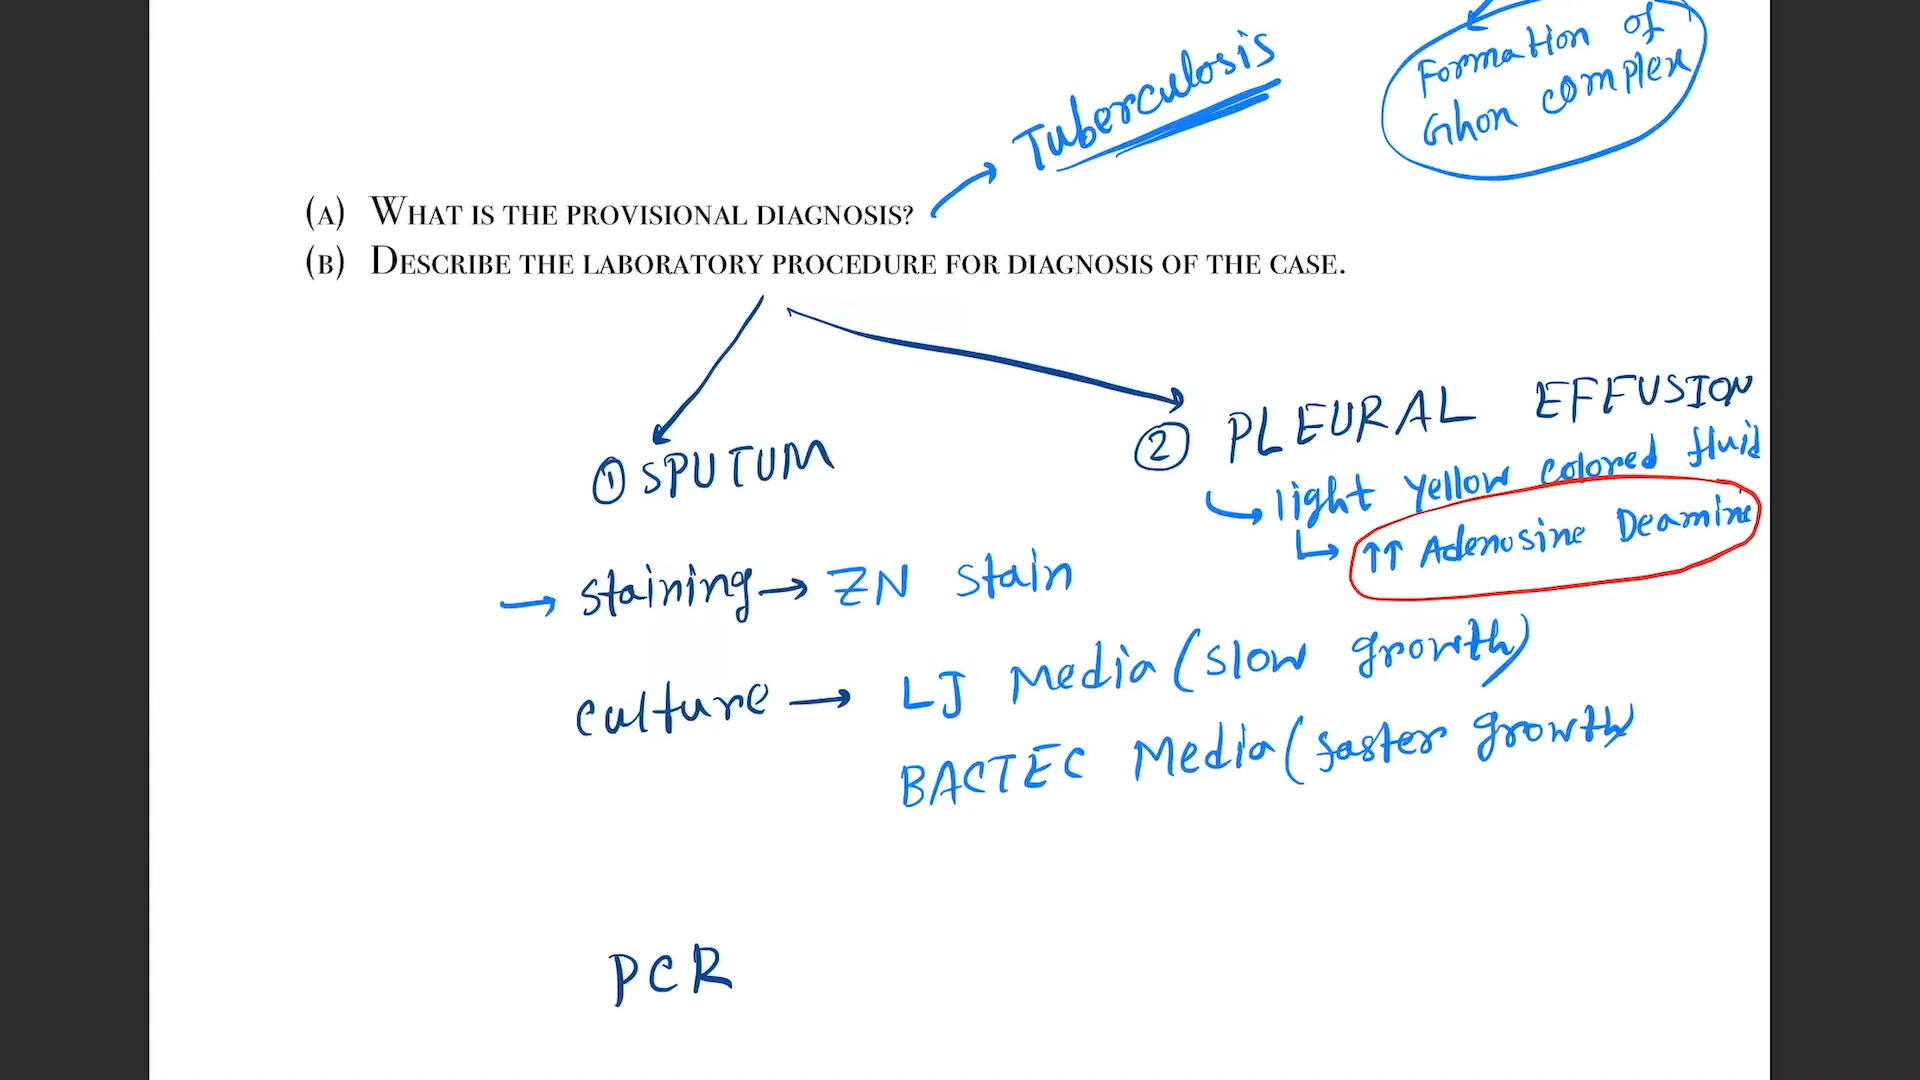 Formation of
Ghon complex
Tuberculosis
(A) WHAT IS THE PROVISIONAL DIAGNOSIS?
(B) DESCRIBE THE LABORATORY PROCEDURE FOR DIAGNOSIS OF THE CASE.
① SPUTUM
② PLEURAL EFFUSION
light yellow colored fluid
↑↑ Adenosine Deamine
→ staining → ZN stain
culture → LJ Media (slow growth)
BACTEC Media (faster growth
PCR